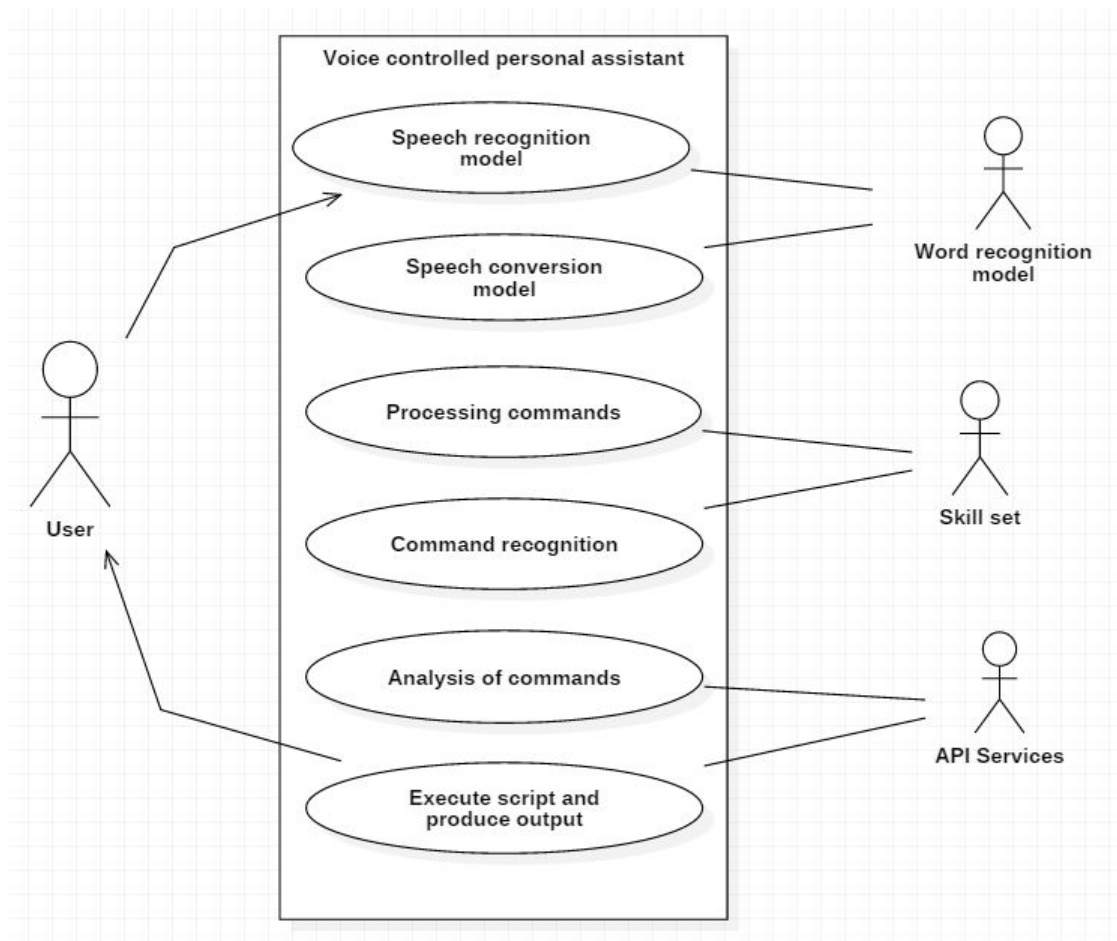 Voice controlled personal assistant
Speech recognition
model
Word recognition
model
Speech conversion
model
Processing commands
Skill set
User
Command recognition
Analysis of commands
API Services
Execute script and
produce output